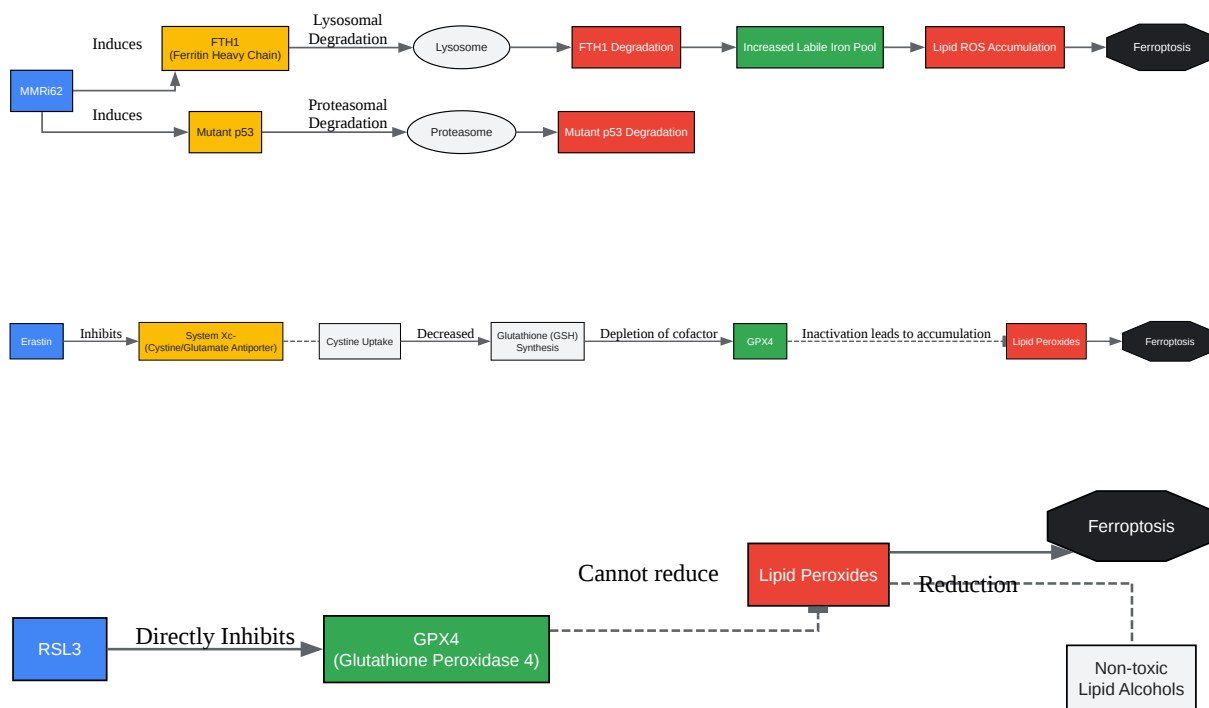 Induces
FTH1
(Ferritin Heavy Chain)
Lysosomal
Degradation
Lysosome
FTH1 Degradation
Increased Labile Iron Pool
Lipid ROS Accumulation
Ferroptosis
MMRi62
Induces
Mutant p53
Proteasomal
Degradation
Proteasome
Mutant p53 Degradation
Erastin
Inhibits
System Xc-
(Cystine/Glutamate Antiporter)
Cystine Uptake
Decreased
Glutathione (GSH)
Synthesis
Depletion of cofactor
GPX4
Inactivation leads to accumulation
Lipid Peroxides
Ferroptosis
RSL3
Directly Inhibits
GPX4
(Glutathione Peroxidase 4)
Cannot reduce
Lipid Peroxides
Ferroptosis
Reduction
Non-toxic
Lipid Alcohols